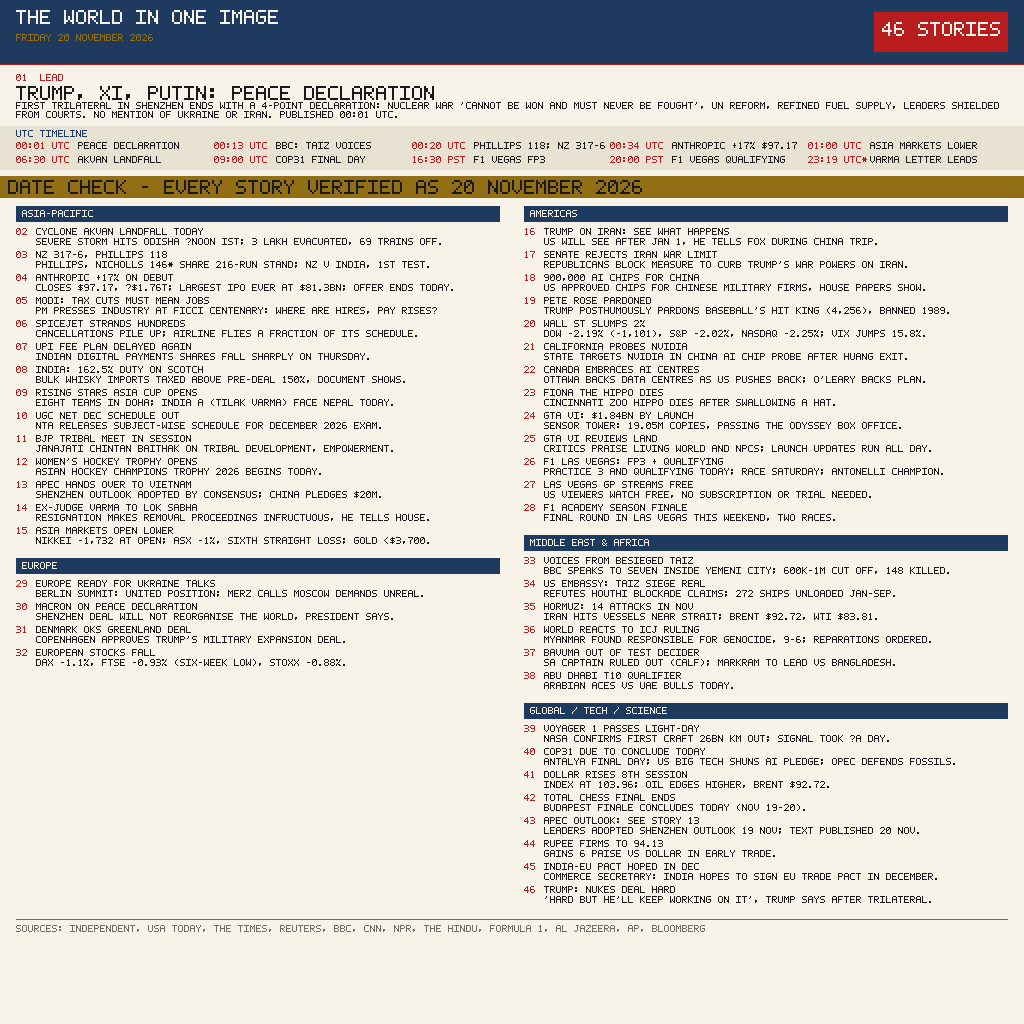 THE WORLD IN ONE IMAGE
FRIDAY 20 NOVEMBER 2026
46 STORIES
01 LEAD
TRUMP, XI, PUTIN: PEACE DECLARATION
FIRST TRILATERAL IN SHENZHEN ENDS WITH A 4-POINT DECLARATION: NUCLEAR WAR 'CANNOT BE WON AND MUST NEVER BE FOUGHT', UN REFORM, REFINED FUEL SUPPLY, LEADERS SHIELDED
FROM COURTS. NO MENTION OF UKRAINE OR IRAN. PUBLISHED 00:01 UTC.
UTC TIMELINE
00:01 UTC PEACE DECLARATION 00:13 UTC BBC: TAIZ VOICES 00:20 UTC PHILLIPS 118; NZ 317-6 00:34 UTC ANTHROPIC +17% $97.17 01:00 UTC ASIA MARKETS LOWER
06:30 UTC AKVAN LANDFALL 09:00 UTC COP31 FINAL DAY 16:30 PST F1 VEGAS FP3 20:00 PST F1 VEGAS QUALIFYING 23:19 UTC* VARMA LETTER LEADS
DATE CHECK - EVERY STORY VERIFIED AS 20 NOVEMBER 2026
ASIA-PACIFIC
02 CYCLONE AKVAN LANDFALL TODAY
SEVERE STORM HITS ODISHA ?NOON IST; 3 LAKH EVACUATED, 69 TRAINS OFF.
03 NZ 317-6, PHILLIPS 118
PHILLIPS, NICHOLLS 146* SHARE 216-RUN STAND; NZ V INDIA, 1ST TEST.
04 ANTHROPIC +17% ON DEBUT
CLOSES $97.17, ?$1.76T; LARGEST IPO EVER AT $81.3BN; OFFER ENDS TODAY.
05 MODI: TAX CUTS MUST MEAN JOBS
PM PRESSES INDUSTRY AT FICCI CENTENARY: WHERE ARE HIRES, PAY RISES?
06 SPICEJET STRANDS HUNDREDS
CANCELLATIONS PILE UP; AIRLINE FLIES A FRACTION OF ITS SCHEDULE.
07 UPI FEE PLAN DELAYED AGAIN
INDIAN DIGITAL PAYMENTS SHARES FALL SHARPLY ON THURSDAY.
08 INDIA: 162.5% DUTY ON SCOTCH
BULK WHISKY IMPORTS TAXED ABOVE PRE-DEAL 150%, DOCUMENT SHOWS.
09 RISING STARS ASIA CUP OPENS
EIGHT TEAMS IN DOHA; INDIA A (TILAK VARMA) FACE NEPAL TODAY.
10 UGC NET DEC SCHEDULE OUT
NTA RELEASES SUBJECT-WISE SCHEDULE FOR DECEMBER 2026 EXAM.
11 BJP TRIBAL MEET IN SESSION
JANAJATI CHINTAN BAITHAK ON TRIBAL DEVELOPMENT, EMPOWERMENT.
12 WOMEN'S HOCKEY TROPHY OPENS
ASIAN HOCKEY CHAMPIONS TROPHY 2026 BEGINS TODAY.
13 APEC HANDS OVER TO VIETNAM
SHENZHEN OUTLOOK ADOPTED BY CONSENSUS; CHINA PLEDGES $20M.
14 EX-JUDGE VARMA TO LOK SABHA
RESIGNATION MAKES REMOVAL PROCEEDINGS INFRUCTUOUS, HE TELLS HOUSE.
15 ASIA MARKETS OPEN LOWER
NIKKEI -1,732 AT OPEN; ASX -1%, SIXTH STRAIGHT LOSS; GOLD <$3,700.
EUROPE
29 EUROPE READY FOR UKRAINE TALKS
BERLIN SUMMIT: UNITED POSITION; MERZ CALLS MOSCOW DEMANDS UNREAL.
30 MACRON ON PEACE DECLARATION
SHENZHEN DEAL WILL NOT REORGANISE THE WORLD, PRESIDENT SAYS.
31 DENMARK OKS GREENLAND DEAL
COPENHAGEN APPROVES TRUMP'S MILITARY EXPANSION DEAL.
32 EUROPEAN STOCKS FALL
DAX -1.1%, FTSE -0.93% (SIX-WEEK LOW), STOXX -0.88%.
AMERICAS
16 TRUMP ON IRAN: SEE WHAT HAPPENS
US WILL SEE AFTER JAN 1, HE TELLS FOX DURING CHINA TRIP.
17 SENATE REJECTS IRAN WAR LIMIT
REPUBLICANS BLOCK MEASURE TO CURB TRUMP'S WAR POWERS ON IRAN.
18 900,000 AI CHIPS FOR CHINA
US APPROVED CHIPS FOR CHINESE MILITARY FIRMS, HOUSE PAPERS SHOW.
19 PETE ROSE PARDONED
TRUMP POSTHUMOUSLY PARDONS BASEBALL'S HIT KING (4,256), BANNED 1989.
20 WALL ST SLUMPS 2%
DOW -2.19% (-1,101), S&P -2.02%, NASDAQ -2.25%; VIX JUMPS 15.8%.
21 CALIFORNIA PROBES NVIDIA
STATE TARGETS NVIDIA IN CHINA AI CHIP PROBE AFTER HUANG EXIT.
22 CANADA EMBRACES AI CENTRES
OTTAWA BACKS DATA CENTRES AS US PUSHES BACK; O'LEARY BACKS PLAN.
23 FIONA THE HIPPO DIES
CINCINNATI ZOO HIPPO DIES AFTER SWALLOWING A HAT.
24 GTA VI: $1.84BN BY LAUNCH
SENSOR TOWER: 19.05M COPIES, PASSING THE ODYSSEY BOX OFFICE.
25 GTA VI REVIEWS LAND
CRITICS PRAISE LIVING WORLD AND NPCS; LAUNCH UPDATES RUN ALL DAY.
26 F1 LAS VEGAS: FP3 + QUALIFYING
PRACTICE 3 AND QUALIFYING TODAY; RACE SATURDAY; ANTONELLI CHAMPION.
27 LAS VEGAS GP STREAMS FREE
US VIEWERS WATCH FREE, NO SUBSCRIPTION OR TRIAL NEEDED.
28 F1 ACADEMY SEASON FINALE
FINAL ROUND IN LAS VEGAS THIS WEEKEND, TWO RACES.
MIDDLE EAST & AFRICA
33 VOICES FROM BESIEGED TAIZ
BBC SPEAKS TO SEVEN INSIDE YEMENI CITY; 600K-1M CUT OFF, 148 KILLED.
34 US EMBASSY: TAIZ SIEGE REAL
REFUTES HOUTHI BLOCKADE CLAIMS; 272 SHIPS UNLOADED JAN-SEP.
35 HORMUZ: 14 ATTACKS IN NOV
IRAN HITS VESSELS NEAR STRAIT; BRENT $92.72, WTI $83.81.
36 WORLD REACTS TO ICJ RULING
MYANMAR FOUND RESPONSIBLE FOR GENOCIDE, 9-6; REPARATIONS ORDERED.
37 BAVUMA OUT OF TEST DECIDER
SA CAPTAIN RULED OUT (CALF); MARKRAM TO LEAD VS BANGLADESH.
38 ABU DHABI T10 QUALIFIER
ARABIAN ACES VS UAE BULLS TODAY.
GLOBAL / TECH / SCIENCE
39 VOYAGER 1 PASSES LIGHT-DAY
NASA CONFIRMS FIRST CRAFT 26BN KM OUT; SIGNAL TOOK ?A DAY.
40 COP31 DUE TO CONCLUDE TODAY
ANTALYA FINAL DAY; US BIG TECH SHUNS AI PLEDGE; OPEC DEFENDS FOSSILS.
41 DOLLAR RISES 8TH SESSION
INDEX AT 103.96; OIL EDGES HIGHER, BRENT $92.72.
42 TOTAL CHESS FINAL ENDS
BUDAPEST FINALE CONCLUDES TODAY (NOV 19-20).
43 APEC OUTLOOK: SEE STORY 13
LEADERS ADOPTED SHENZHEN OUTLOOK 19 NOV; TEXT PUBLISHED 20 NOV.
44 RUPEE FIRMS TO 94.13
GAINS 6 PAISE VS DOLLAR IN EARLY TRADE.
45 INDIA-EU PACT HOPED IN DEC
COMMERCE SECRETARY: INDIA HOPES TO SIGN EU TRADE PACT IN DECEMBER.
46 TRUMP: NUKES DEAL HARD
'HARD BUT HE'LL KEEP WORKING ON IT', TRUMP SAYS AFTER TRILATERAL.
SOURCES: INDEPENDENT, USA TODAY, THE TIMES, REUTERS, BBC, CNN, NPR, THE HINDU, FORMULA 1, AL JAZEERA, AP, BLOOMBERG